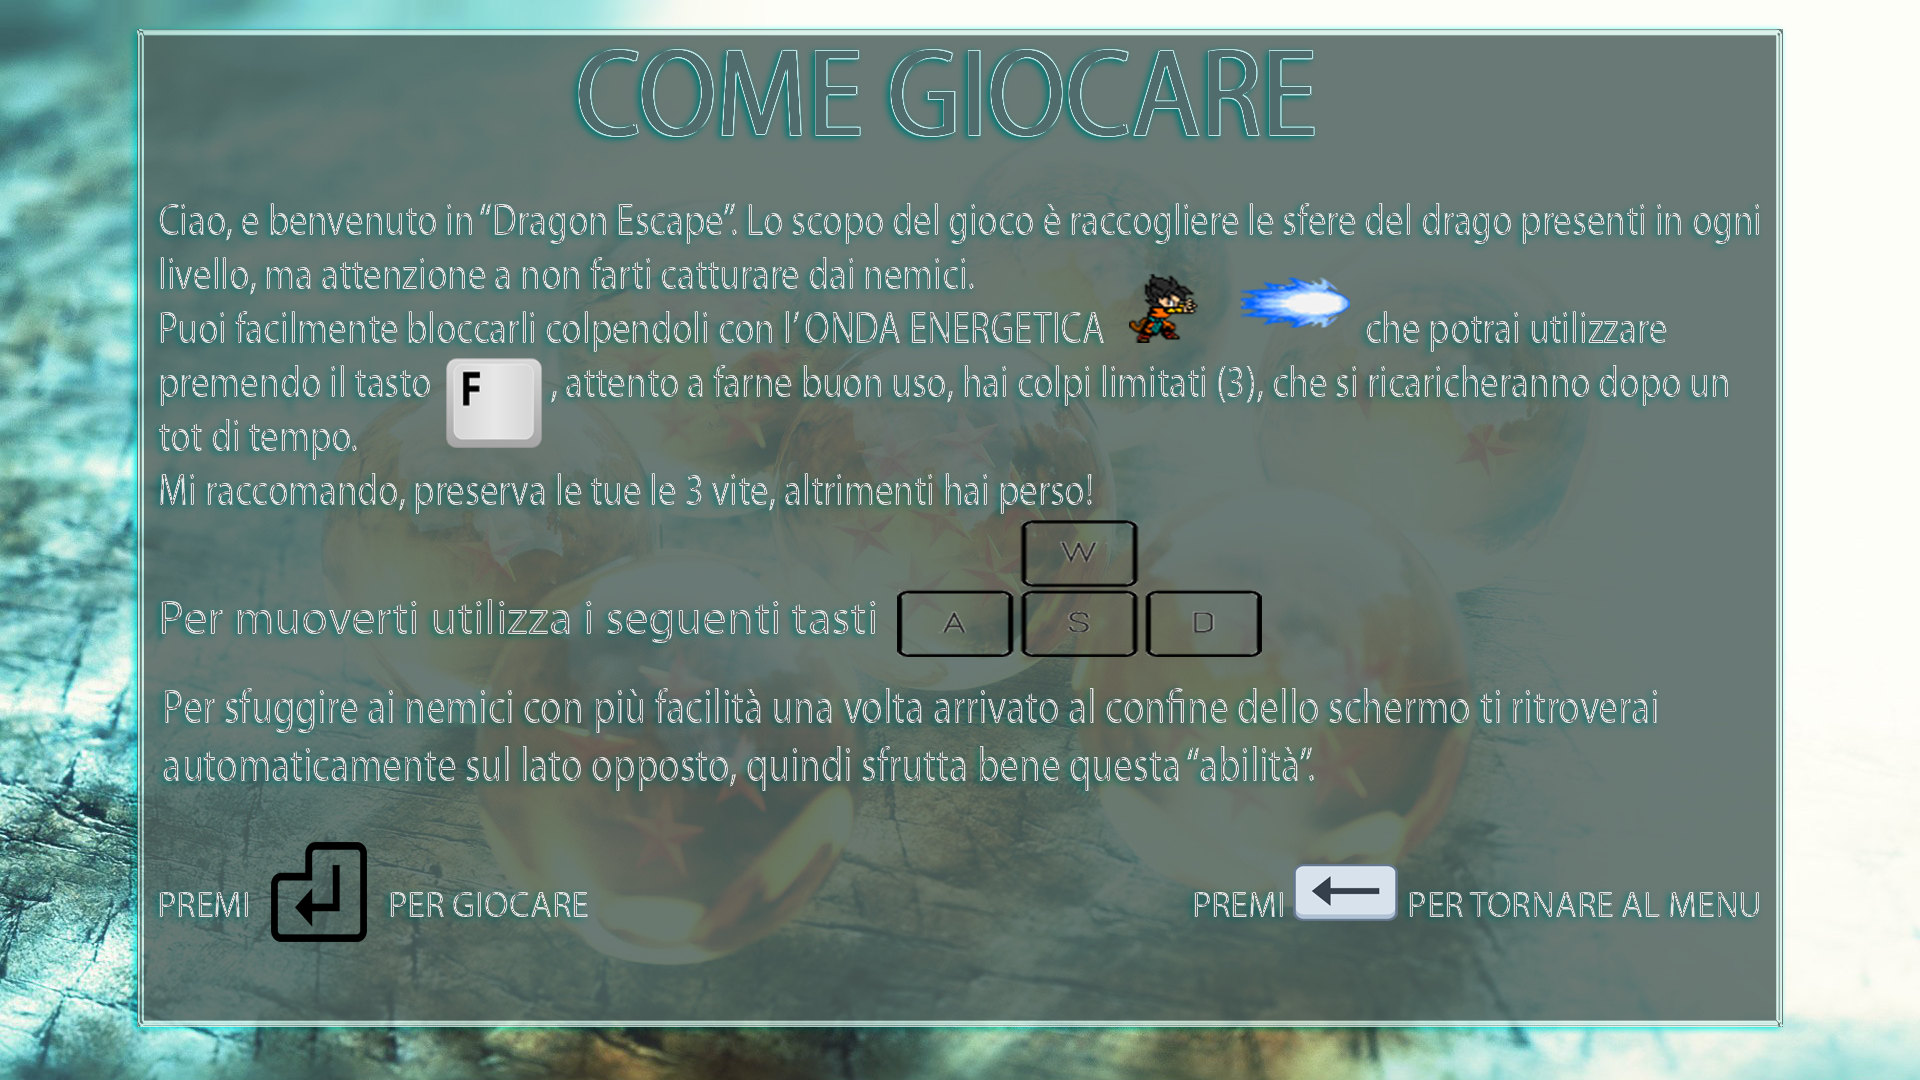 COME GIOCARE
Ciao, e benvenuto in “Dragon Escape”. Lo scopo del gioco è raccogliere le sfere del drago presenti in ogni
livello, ma attenzione a non farti catturare dai nemici.
Puoi facilmente bloccarli colpendoli con l’ONDA ENERGETICA che potrai utilizzare
premendo il tasto F , attento a farne buon uso, hai colpi limitati (3), che si ricaricheranno dopo un
tot di tempo.
Mi raccomando, preserva le tue le 3 vite, altrimenti hai perso!
W
Per muoverti utilizza i seguenti tasti A S D
Per sfuggire ai nemici con più facilità una volta arrivato al confine dello schermo ti ritroverai
automaticamente sul lato opposto, quindi sfrutta bene questa “abilità”.
PREMI PER GIOCARE
PREMI PER TORNARE AL MENU